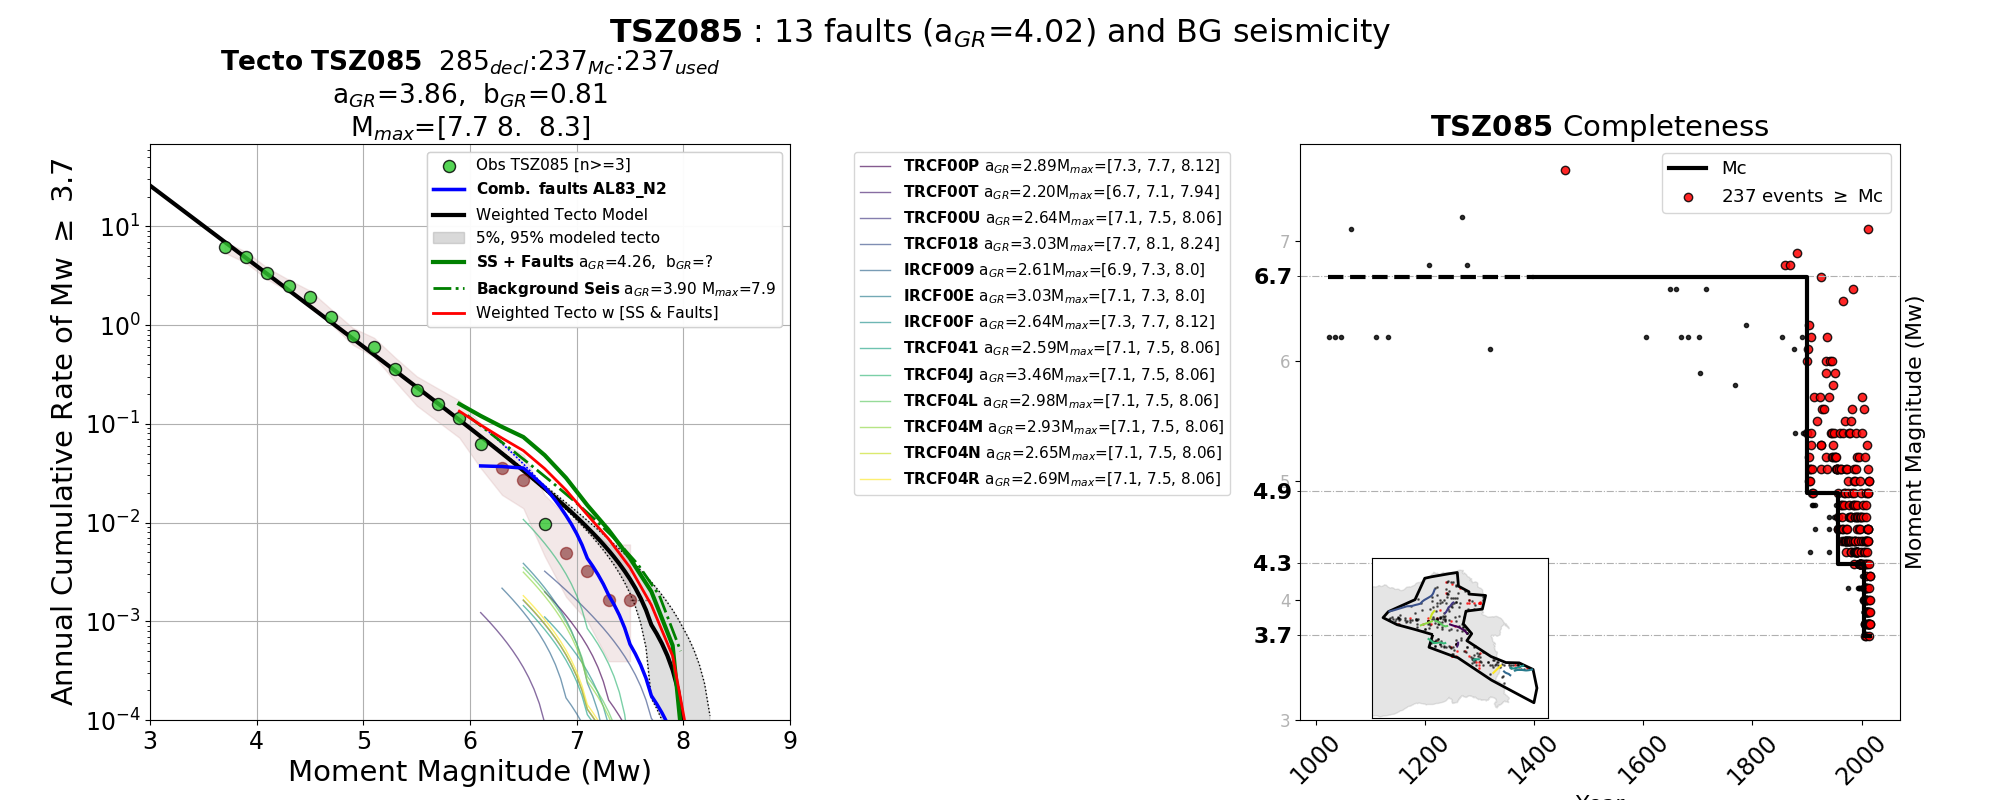 TSZ085 : 13 faults (aGR=4.02) and BG seismicity
Tecto TSZ085 285decl:237Mc:237used
aGR=3.86, bGR=0.81
Mmax=[7.7 8. 8.3]
Annual Cumulative Rate of Mw ≥ 3.7
10^1
10^0
10^−1
10^−2
10^−3
10^−4
3 4 5 6 7 8 9
Moment Magnitude (Mw)
Obs TSZ085 [n>=3]
Comb. faults AL83_N2
Weighted Tecto Model
5%, 95% modeled tecto
SS + Faults aGR=4.26, bGR=?
Background Seis aGR=3.90 Mmax=7.9
Weighted Tecto w [SS & Faults]
TRCF00P aGR=2.89Mmax=[7.3, 7.7, 8.12]
TRCF00T aGR=2.20Mmax=[6.7, 7.1, 7.94]
TRCF00U aGR=2.64Mmax=[7.1, 7.5, 8.06]
TRCF018 aGR=3.03Mmax=[7.7, 8.1, 8.24]
IRCF009 aGR=2.61Mmax=[6.9, 7.3, 8.0]
IRCF00E aGR=3.03Mmax=[7.1, 7.3, 8.0]
IRCF00F aGR=2.64Mmax=[7.3, 7.7, 8.12]
TRCF041 aGR=2.59Mmax=[7.1, 7.5, 8.06]
TRCF04J aGR=3.46Mmax=[7.1, 7.5, 8.06]
TRCF04L aGR=2.98Mmax=[7.1, 7.5, 8.06]
TRCF04M aGR=2.93Mmax=[7.1, 7.5, 8.06]
TRCF04N aGR=2.65Mmax=[7.1, 7.5, 8.06]
TRCF04R aGR=2.69Mmax=[7.1, 7.5, 8.06]
TSZ085 Completeness
Mc
237 events ≥ Mc
7
6.7
6
5
4.9
4.3
4
3.7
3
1000 1200 1400 1600 1800 2000
Year
Moment Magnitude (Mw)